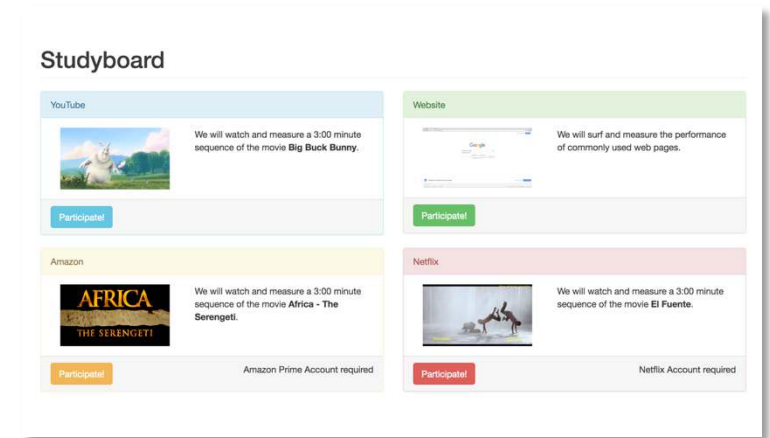 Studyboard
YouTube
We will watch and measure a 3:00 minute
sequence of the movie Big Buck Bunny.
Participate!
Website
Google
We will surf and measure the performance
of commonly used web pages.
Participate!
Amazon
AFRICA
THE SERENGETI
We will watch and measure a 3:00 minute
sequence of the movie Africa - The
Serengeti.
Participate!
Amazon Prime Account required
Netflix
We will watch and measure a 3:00 minute
sequence of the movie El Fuente.
Participate!
Netflix Account required